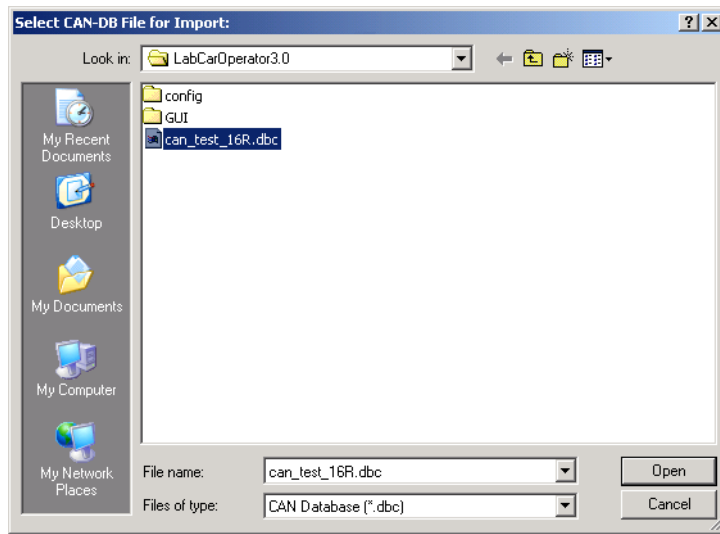 Select CAN-DB File for Import:
Look in: LabCarOperator3.0
config
GUI
can_test_16R.dbc
My Recent
Documents
Desktop
My Documents
My Computer
My Network
Places
File name: can_test_16R.dbc Open
Files of type: CAN Database (*.dbc) Cancel